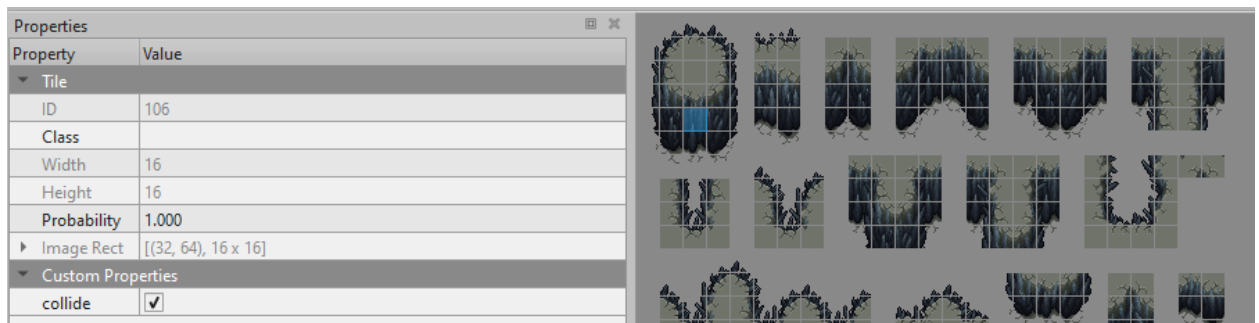 Properties
Property Value
Tile
ID 106
Class
Width 16
Height 16
Probability 1.000
Image Rect [(32, 64), 16 x 16]
Custom Properties
collide